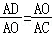 AD/AO = AO/AC